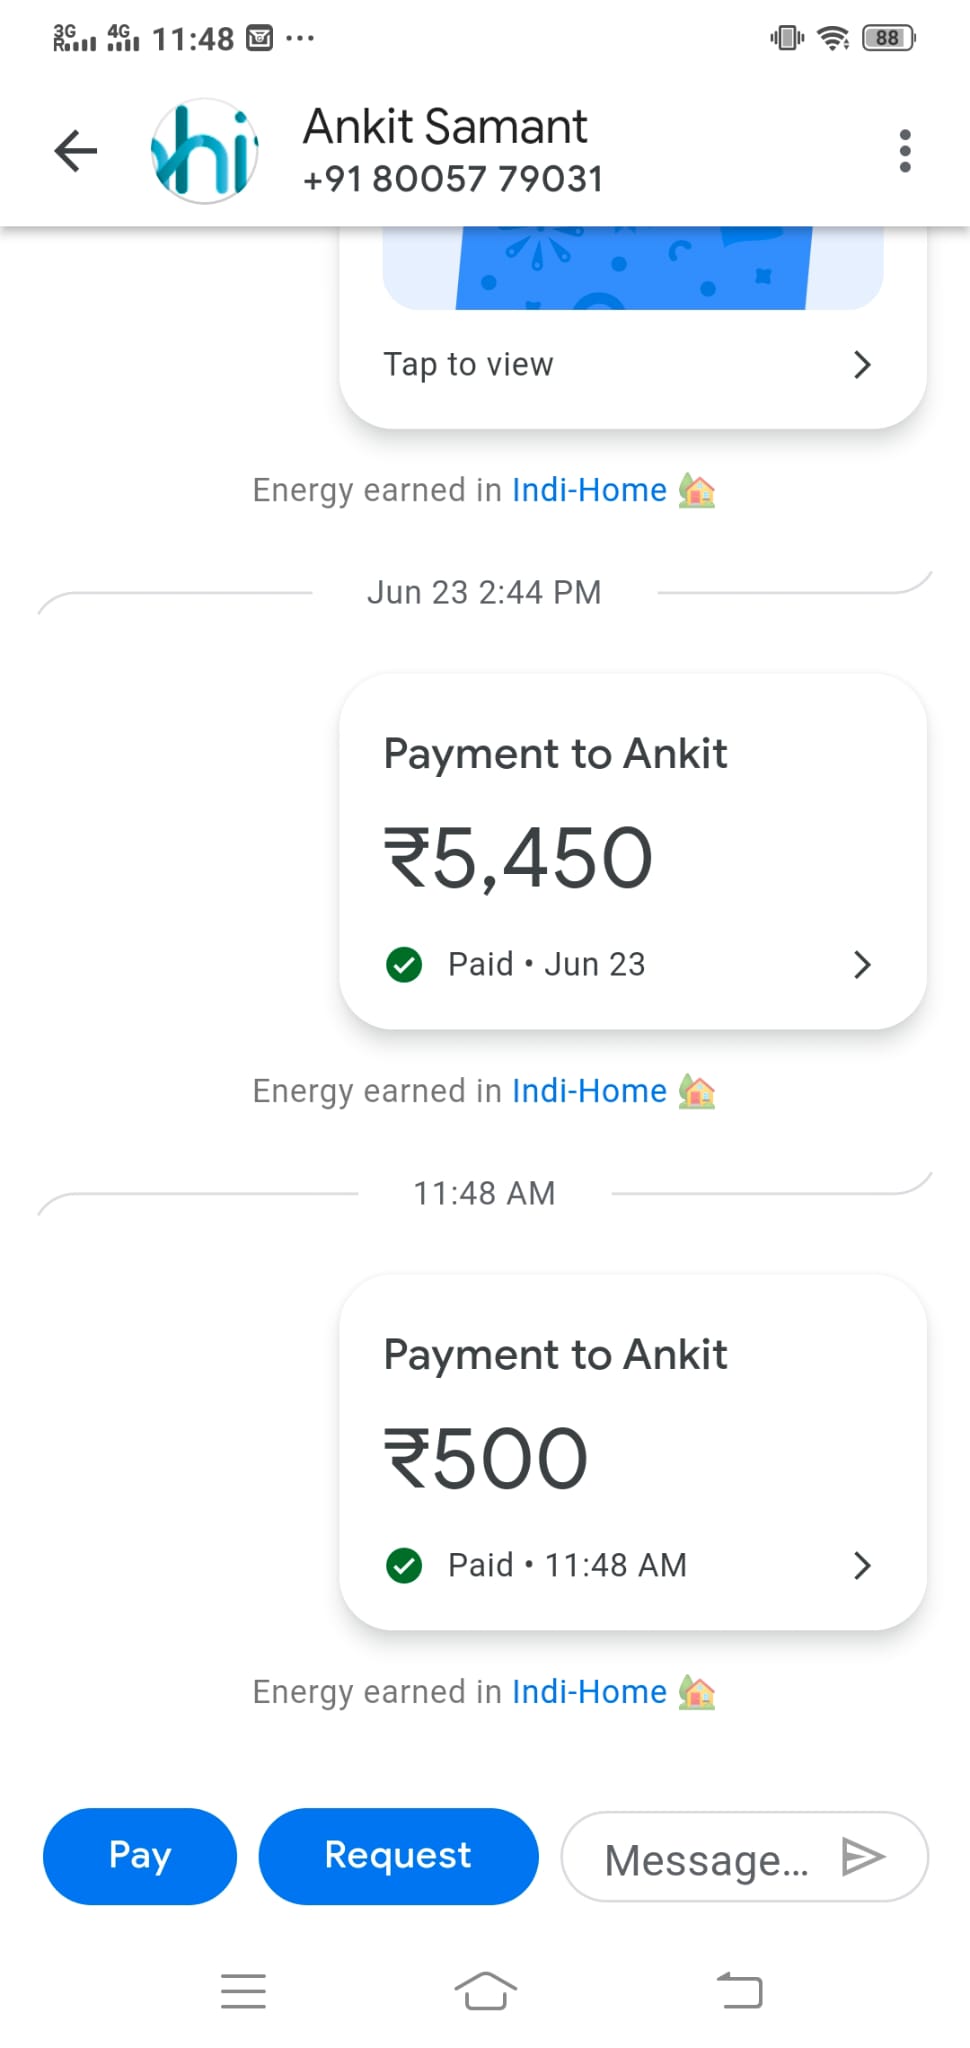 3G
R
4G
11:48
88
hi
Ankit Samant
+91 80057 79031
Tap to view
Energy earned in Indi-Home
Jun 23 2:44 PM
Payment to Ankit
₹5,450
Paid • Jun 23
Energy earned in Indi-Home
11:48 AM
Payment to Ankit
₹500
Paid • 11:48 AM
Energy earned in Indi-Home
Pay
Request
Message...